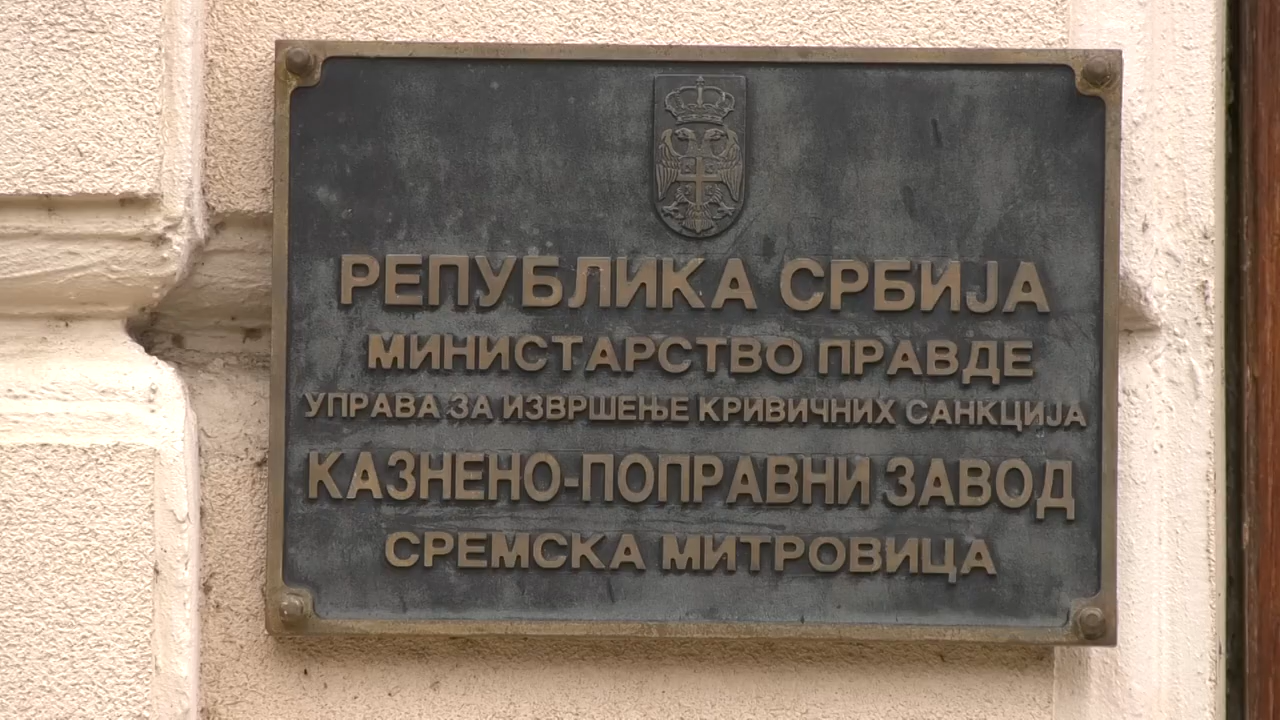 РЕПУБЛИКА СРБИЈА
МИНИСТАРСТВО ПРАВДЕ
УПРАВА ЗА ИЗВРШЕЊЕ КРИВИЧНИХ САНКЦИЈА
КАЗНЕНО-ПОПРАВНИ ЗАВОД
СРЕМСКА МИТРОВИЦА